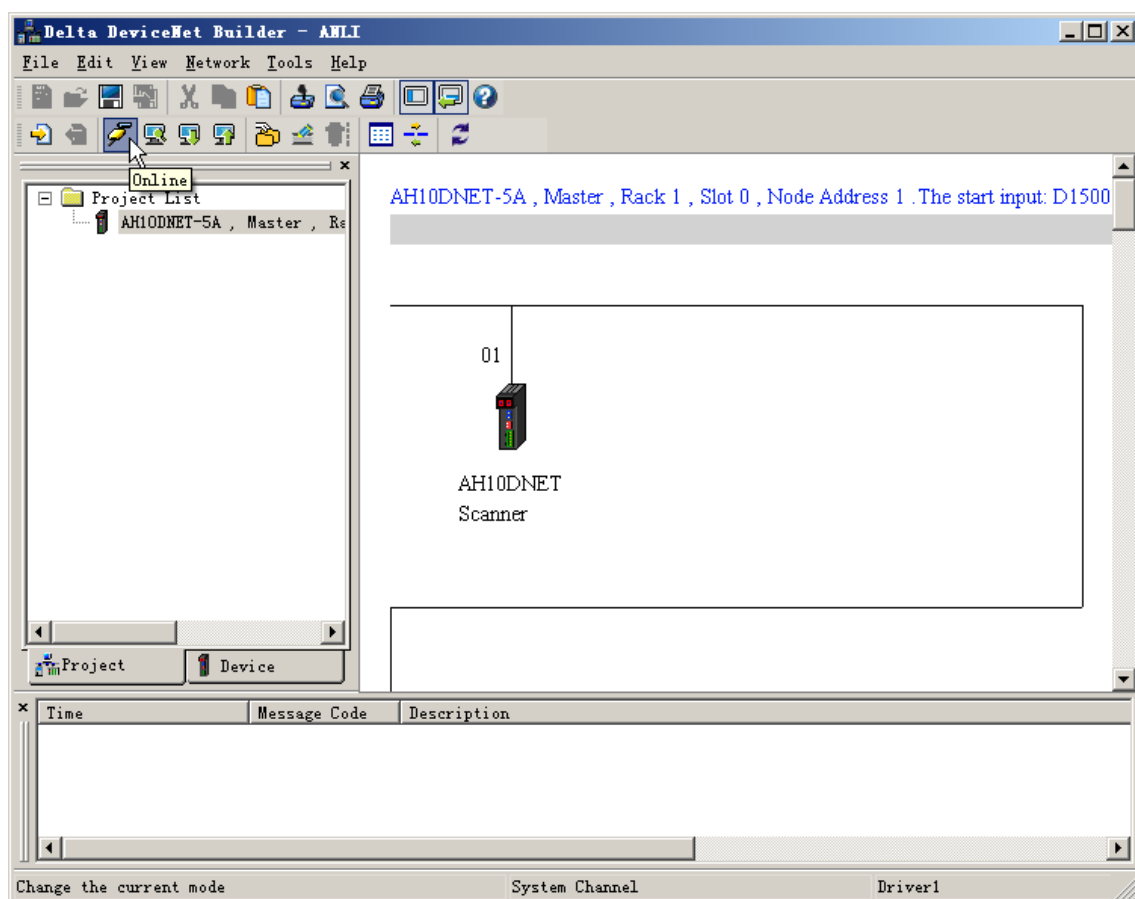 Delta DeviceNet Builder - ANLI
File Edit View Network Tools Help
Online
Project List
AH10DNET-5A , Master , Ra
Project
Device
AH10DNET-5A , Master , Rack 1 , Slot 0 , Node Address 1 .The start input: D1500
01
AH10DNET
Scanner
Time Message Code Description
Change the current mode System Channel Driver1